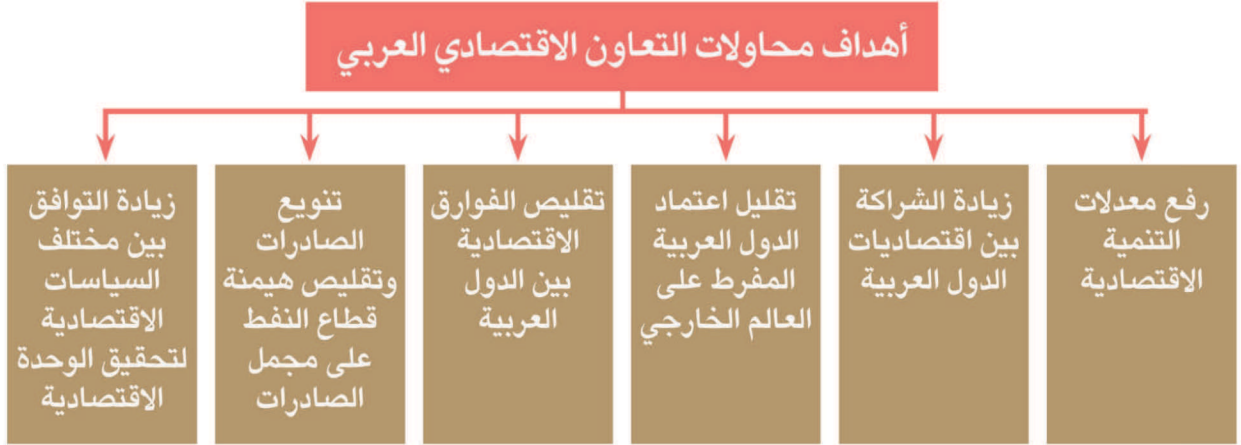 أهداف محاولات التعاون الاقتصادي العربي
رفع معدلات
التنمية
الاقتصادية
زيادة الشراكة
بين اقتصاديات
الدول العربية
تقليل اعتماد
الدول العربية
المفرط على
العالم الخارجي
تقليص الفوارق
الاقتصادية
بين الدول
العربية
تنويع
الصادرات
وتقليص هيمنة
قطاع النفط
على مجمل
الصادرات
زيادة التوافق
بين مختلف
السياسات
الاقتصادية
لتحقيق الوحدة
الاقتصادية